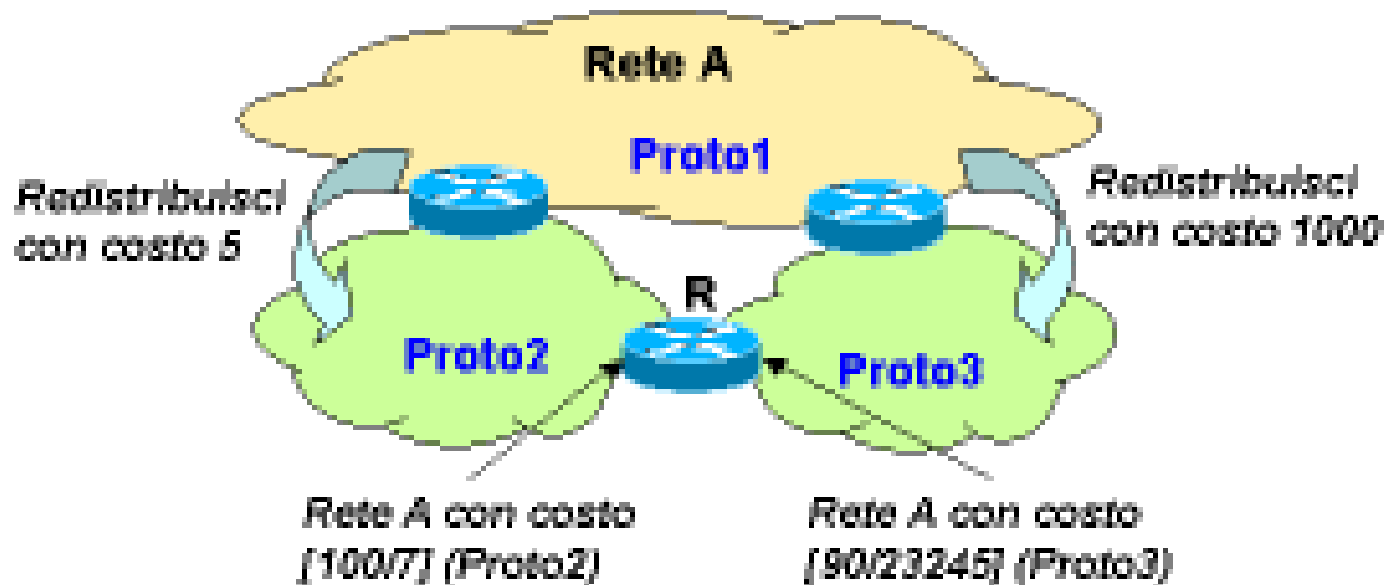 Rete A
Proto1
Redistribuisci
con costo 5
Redistribuisci
con costo 1000
R
Proto2
Proto3
Rete A con costo
[100/7] (Proto2)
Rete A con costo
[90/23245] (Proto3)